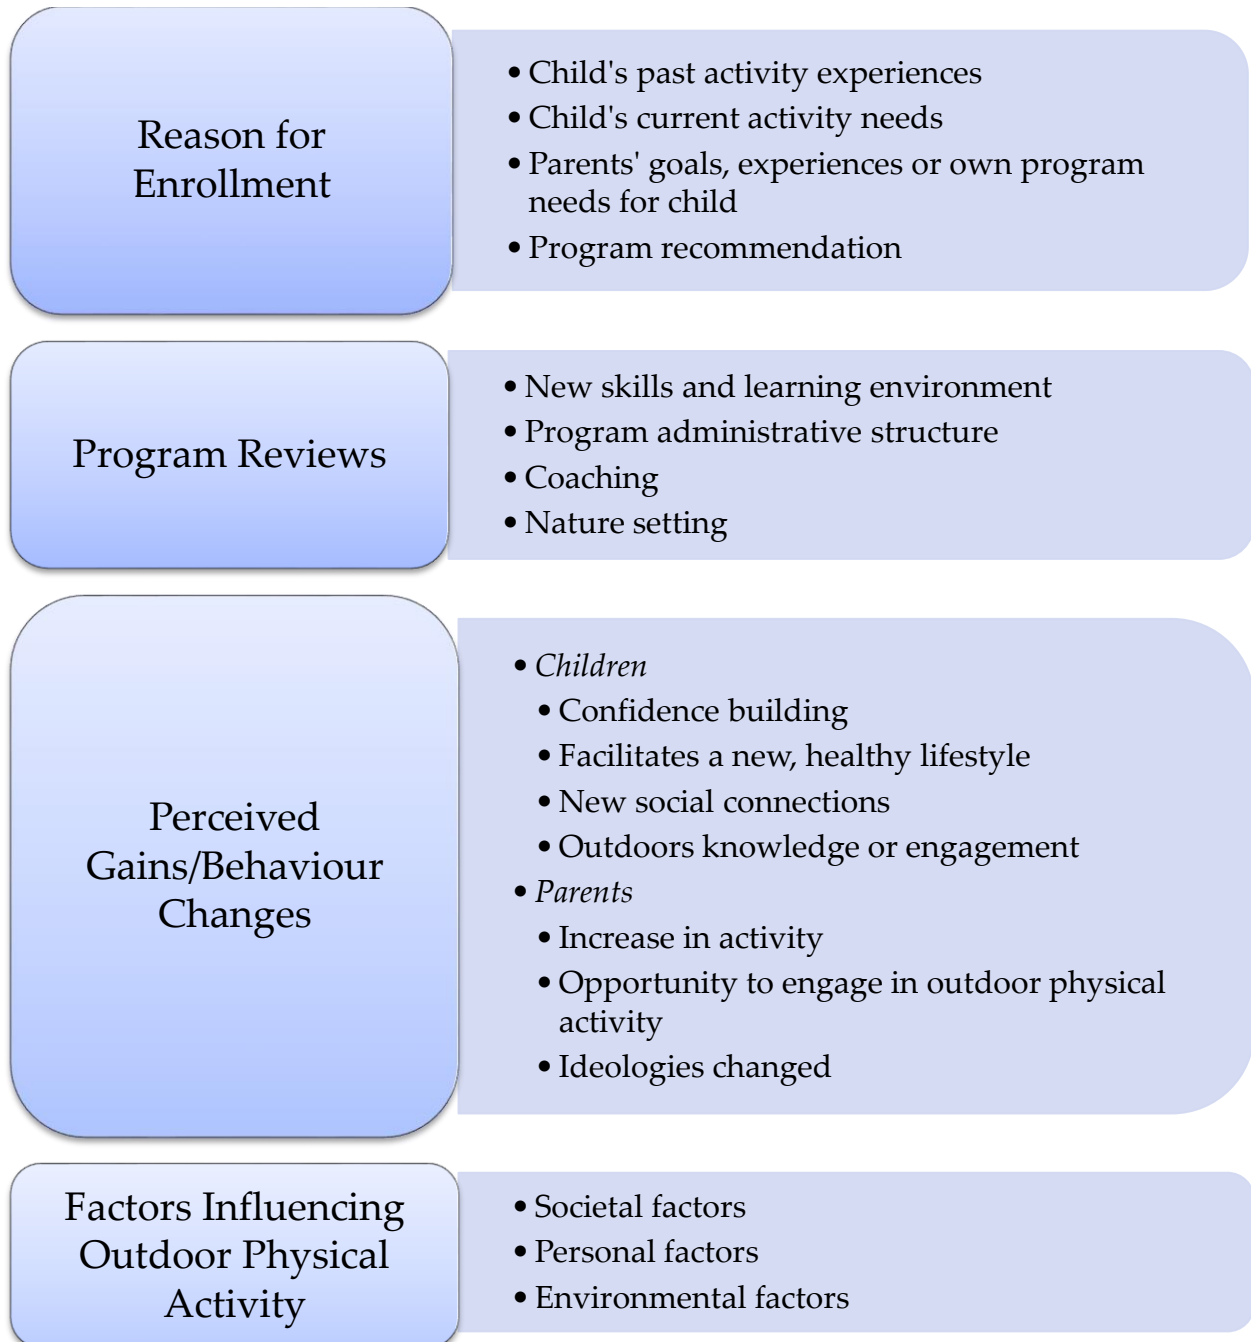 Reason for
Enrollment
• Child's past activity experiences
• Child's current activity needs
• Parents' goals, experiences or own program
needs for child
• Program recommendation
Program Reviews
• New skills and learning environment
• Program administrative structure
• Coaching
• Nature setting
Perceived
Gains/Behaviour
Changes
• Children
• Confidence building
• Facilitates a new, healthy lifestyle
• New social connections
• Outdoors knowledge or engagement
• Parents
• Increase in activity
• Opportunity to engage in outdoor physical
activity
• Ideologies changed
Factors Influencing
Outdoor Physical
Activity
• Societal factors
• Personal factors
• Environmental factors